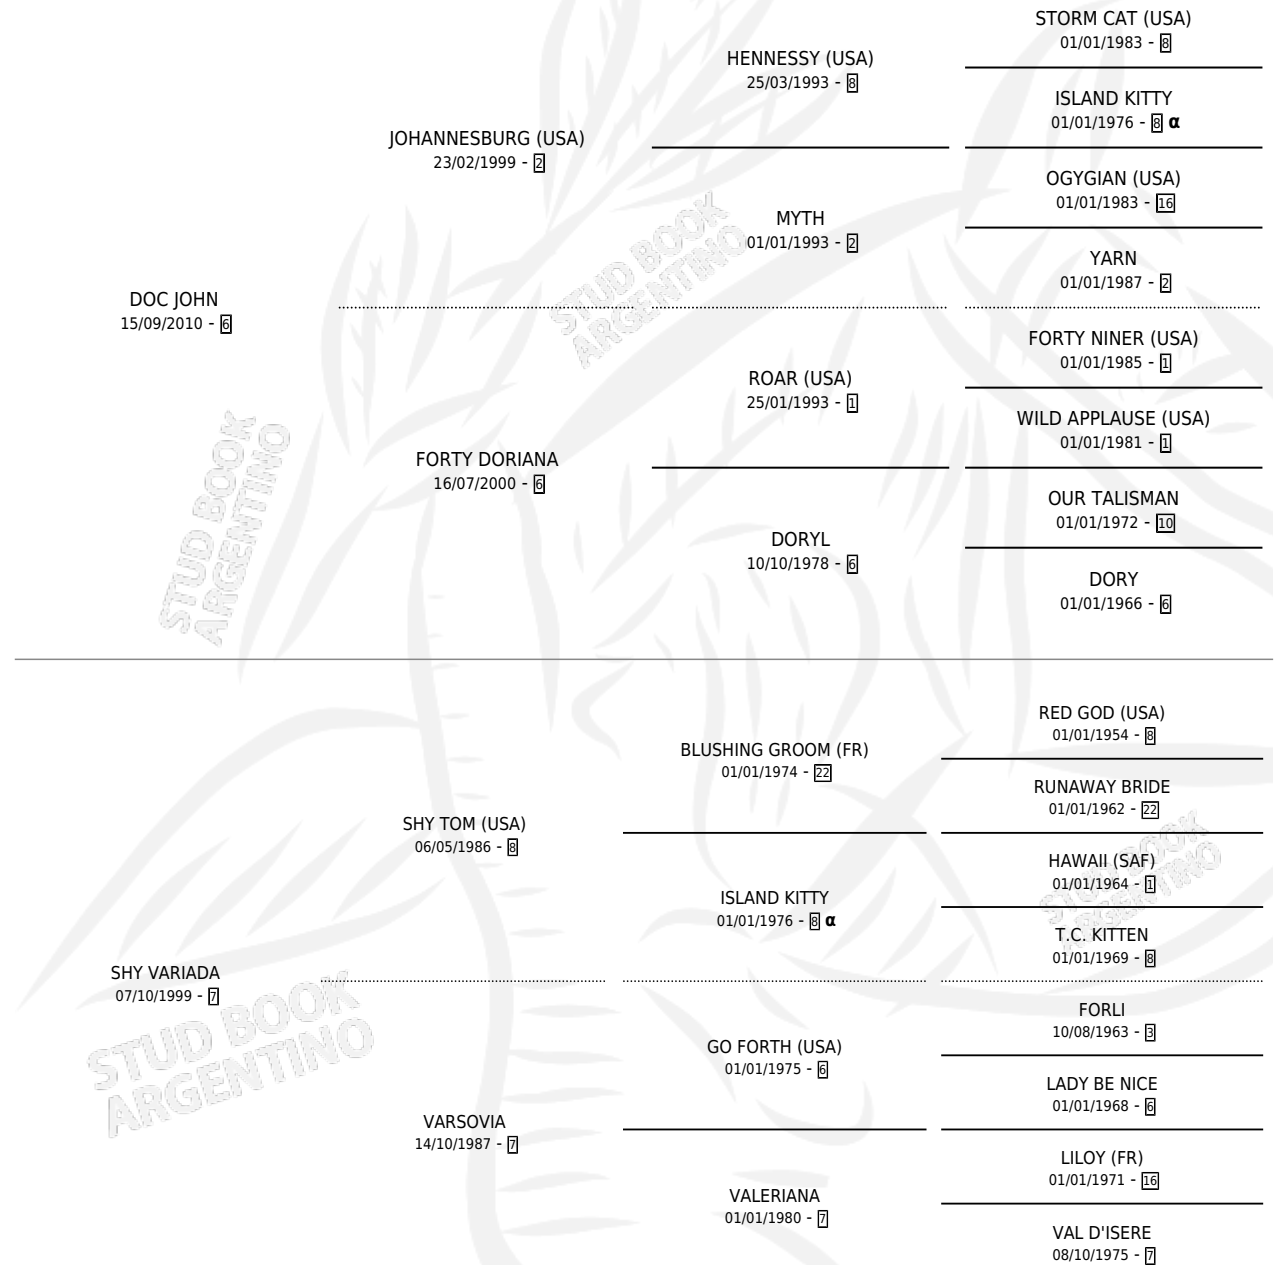 STORM CAT (USA)
01/01/1983 - 8
HENNESSY (USA)
25/03/1993 - 8
ISLAND KITTY
01/01/1976 - 8 α
JOHANNESBURG (USA)
23/02/1999 - 2
OGYGIAN (USA)
01/01/1983 - 16
MYTH
01/01/1993 - 2
YARN
01/01/1987 - 2
STUD BOOK
ARGENTINO
DOC JOHN
15/09/2010 - 6
FORTY NINER (USA)
01/01/1985 - 1
ROAR (USA)
25/01/1993 - 1
WILD APPLAUSE (USA)
01/01/1981 - 1
FORTY DORIANA
16/07/2000 - 6
OUR TALISMAN
01/01/1972 - 10
DORYL
10/10/1978 - 6
DORY
01/01/1966 - 6
STUD BOOK
ARGENTINO
RED GOD (USA)
01/01/1954 - 8
BLUSHING GROOM (FR)
01/01/1974 - 22
RUNAWAY BRIDE
01/01/1962 - 22
SHY TOM (USA)
06/05/1986 - 8
HAWAII (SAF)
01/01/1964 - 1
STUD BOOK
ARGENTINO
ISLAND KITTY
01/01/1976 - 8 α
T.C. KITTEN
01/01/1969 - 8
SHY VARIADA
07/10/1999 - 7
FORLI
10/08/1963 - 3
STUD BOOK
ARGENTINO
GO FORTH (USA)
01/01/1975 - 6
LADY BE NICE
01/01/1968 - 6
VARSOVIA
14/10/1987 - 7
LILOY (FR)
01/01/1971 - 16
VALERIANA
01/01/1980 - 7
VAL D'ISERE
08/10/1975 - 7